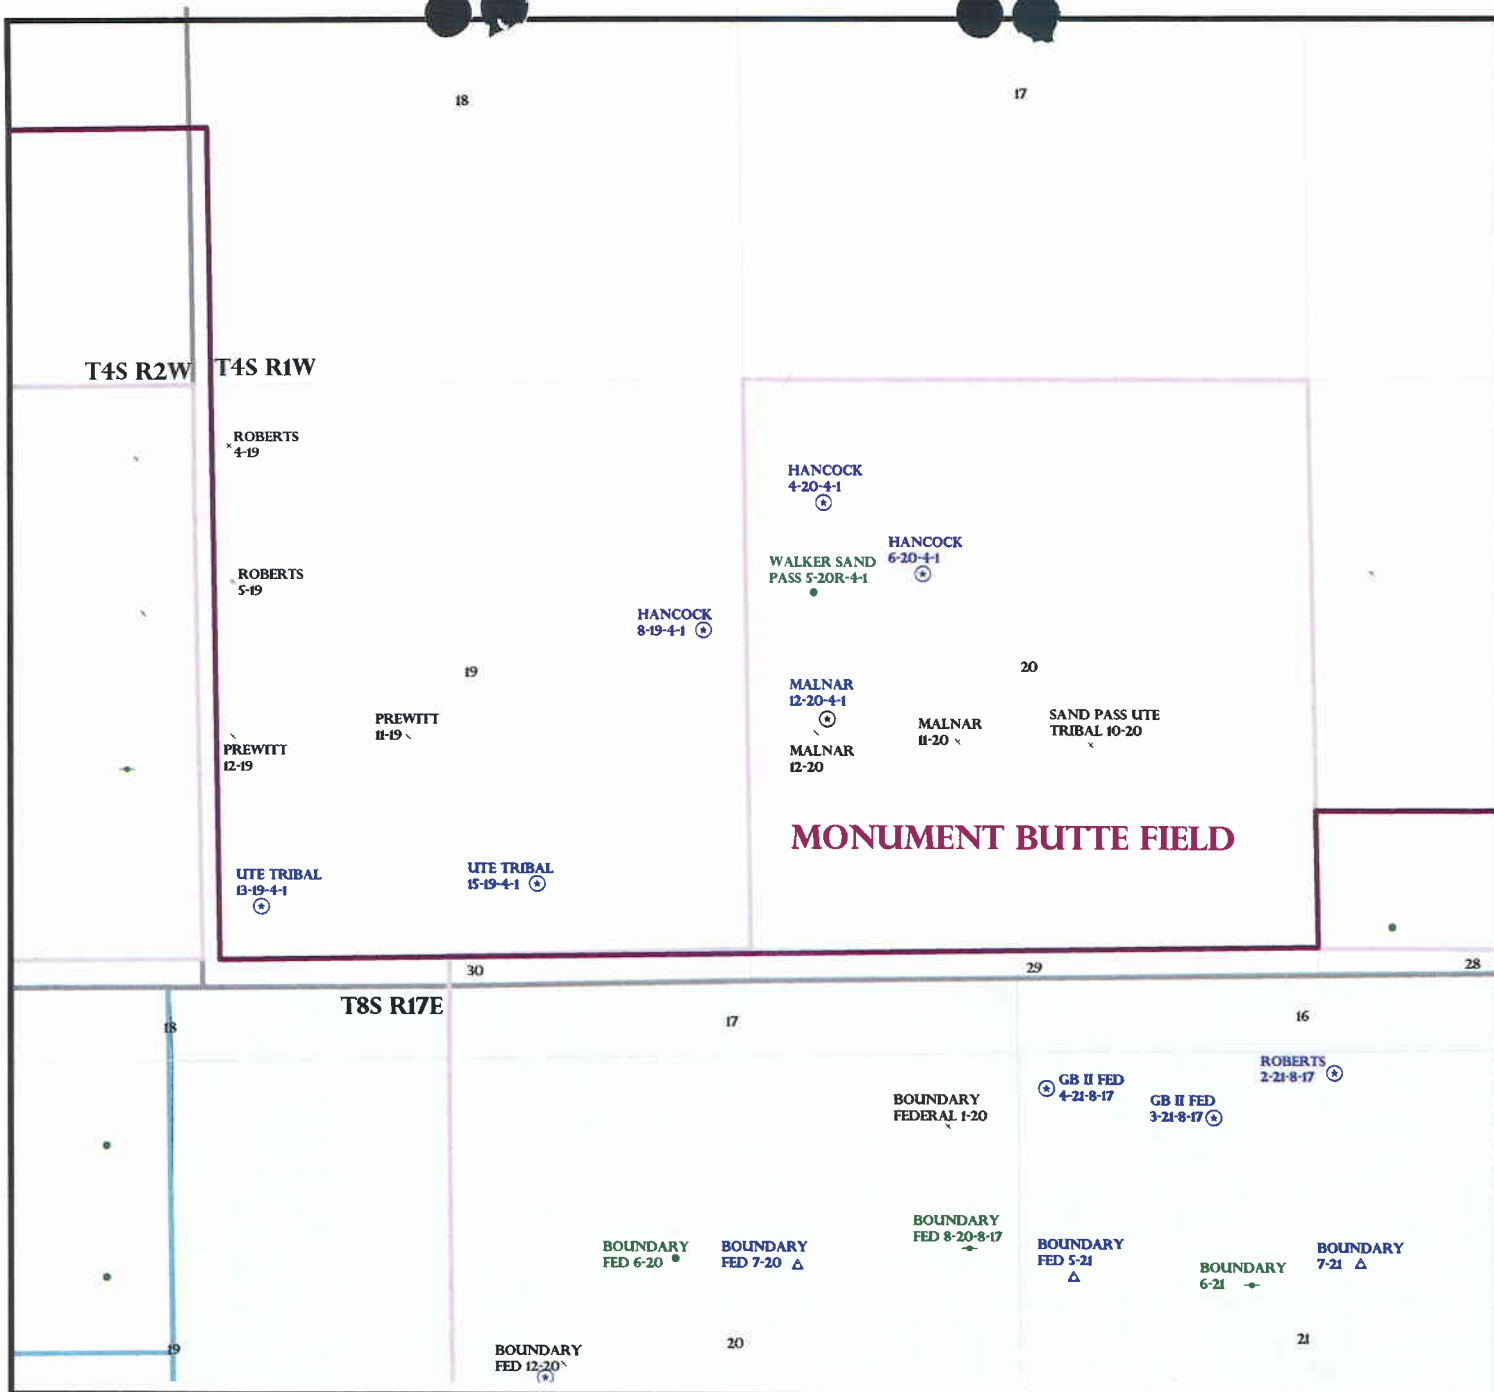 18
17
T4S R2W
T4S R1W
ROBERTS
4-19
HANCOCK
4-20-4-1
HANCOCK
6-20-4-1
WALKER SAND
PASS 5-20R-4-1
ROBERTS
5-19
HANCOCK
8-19-4-1
19
20
MALNAR
12-20-4-1
PREWITT
11-19
MALNAR
11-20
SAND PASS UTE
TRIBAL 10-20
PREWITT
12-19
MALNAR
12-20
MONUMENT BUTTE FIELD
UTE TRIBAL
13-19-4-1
UTE TRIBAL
15-19-4-1
30
29
28
T8S R17E
18
17
16
ROBERTS
2-21-8-17
GB II FED
4-21-8-17
GB II FED
3-21-8-17
BOUNDARY
FEDERAL 1-20
BOUNDARY
FED 8-20-8-17
BOUNDARY
FED 6-20
BOUNDARY
FED 7-20
BOUNDARY
FED 5-21
BOUNDARY
6-21
BOUNDARY
7-21
19
20
21
BOUNDARY
FED 12-20